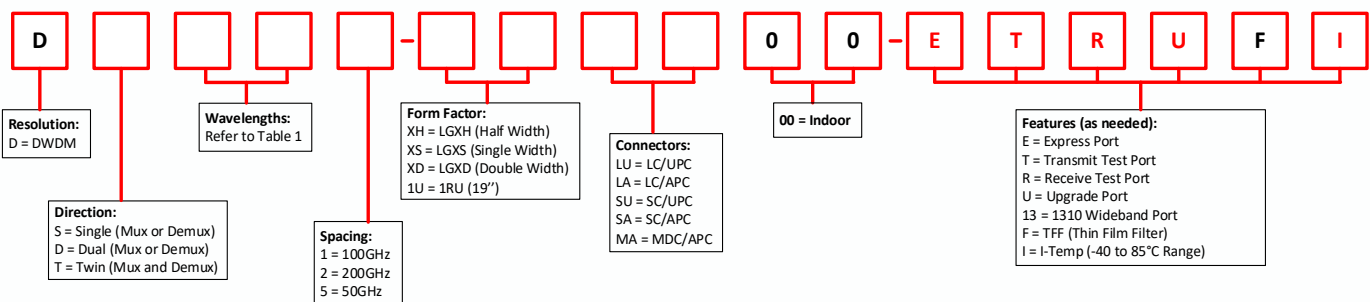 D - 0 0 - E T R U F I
Resolution:
D = DWDM
Direction:
S = Single (Mux or Demux)
D = Dual (Mux or Demux)
T = Twin (Mux and Demux)
Wavelengths:
Refer to Table 1
Spacing:
1 = 100GHz
2 = 200GHz
5 = 50GHz
Form Factor:
XH = LGXH (Half Width)
XS = LGXS (Single Width)
XD = LGXD (Double Width)
1U = 1RU (19’’)
Connectors:
LU = LC/UPC
LA = LC/APC
SU = SC/UPC
SA = SC/APC
MA = MDC/APC
00 = Indoor
Features (as needed):
E = Express Port
T = Transmit Test Port
R = Receive Test Port
U = Upgrade Port
13 = 1310 Wideband Port
F = TFF (Thin Film Filter)
I = I-Temp (-40 to 85°C Range)